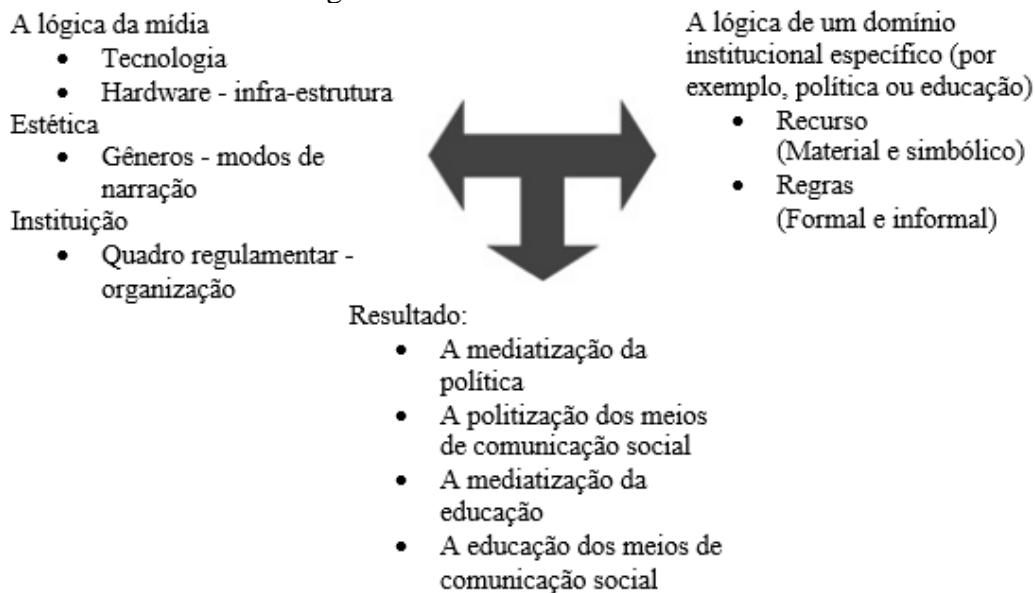 A lógica da mídia
• Tecnologia
• Hardware - infra-estrutura
Estética
• Gêneros - modos de
narração
Instituição
• Quadro regulamentar -
organização
A lógica de um domínio
institucional específico (por
exemplo, política ou educação)
• Recurso
(Material e simbólico)
• Regras
(Formal e informal)
Resultado:
• A mediatização da
política
• A politização dos meios
de comunicação social
• A mediatização da
educação
• A educação dos meios de
comunicação social